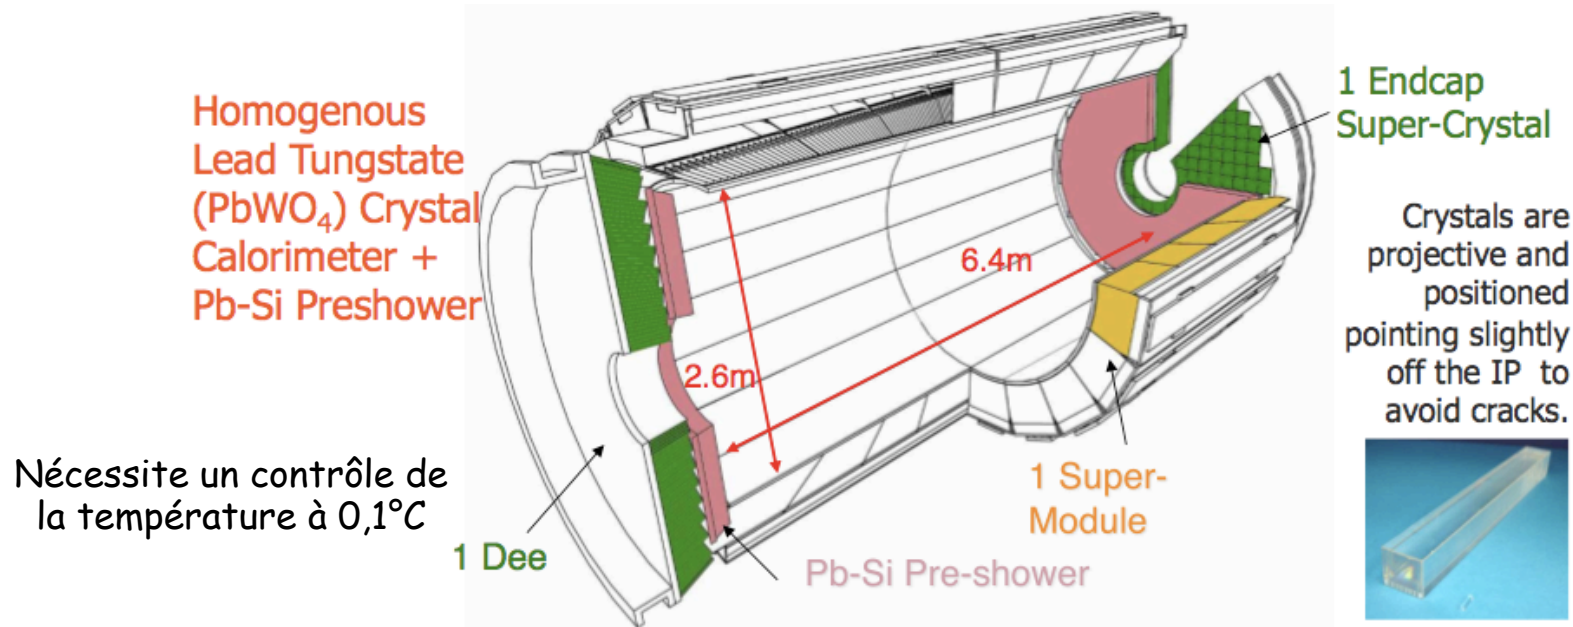 Homogenous
Lead Tungstate
(PbWO₄) Crystal
Calorimeter +
Pb-Si Preshower
Nécessite un contrôle de
la température à 0,1°C
1 Dee
2.6m
6.4m
Pb-Si Pre-shower
1 Super-
Module
1 Endcap
Super-Crystal
Crystals are
projective and
positioned
pointing slightly
off the IP to
avoid cracks.